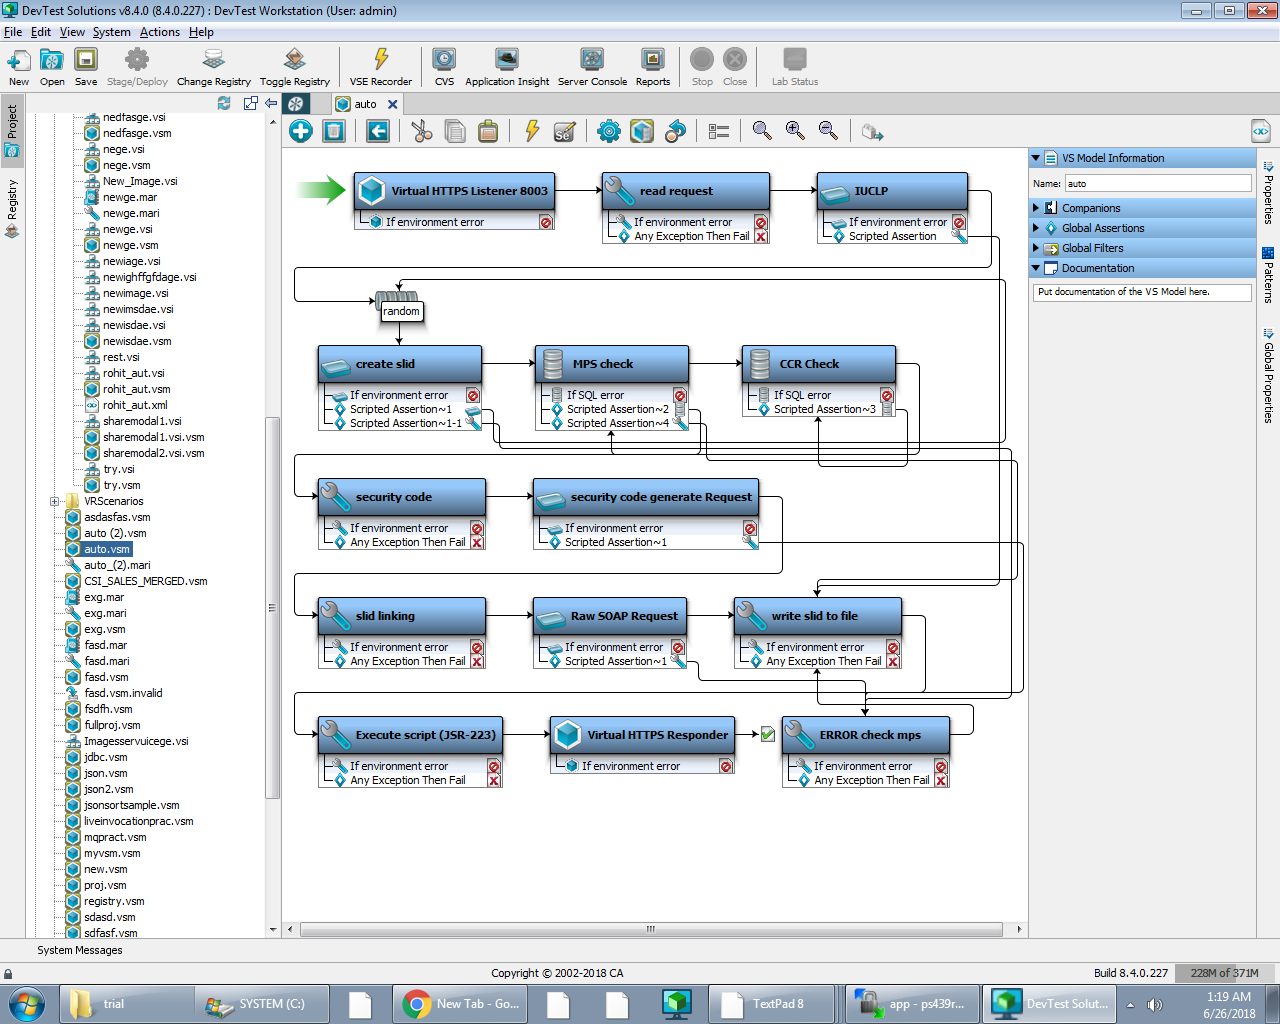 DevTest Solutions v8.4.0 (8.4.0.227) : DevTest Workstation (User: admin)
File Edit View System Actions Help
New Open Save Stage/Deploy Change Registry Toggle Registry VSE Recorder CVS Application Insight Server Console Reports Stop Close Lab Status
Project
Registry
nedfasge.vsi
nedfasge.vsm
nege.vsi
nege.vsm
New_Image.vsi
newge.mar
newge.mari
newge.vsi
newge.vsm
newiage.vsi
newighffgfdage.vsi
newimage.vsi
newimsdae.vsi
newisdae.vsi
newisdae.vsm
rest.vsi
rohit_aut.vsi
rohit_aut.vsm
rohit_aut.xml
sharemodal1.vsi
sharemodal1.vsi.vsm
sharemodal2.vsi.vsm
try.vsi
try.vsm
VRScenarios
asdasfas.vsm
auto (2).vsm
auto.vsm
auto_(2).mari
CSI_SALES_MERGED.vsm
exg.mar
exg.mari
exg.vsm
fasd.mar
fasd.mari
fasd.vsm
fasd.vsm.invalid
fsdfh.vsm
fullproj.vsm
Imagesservuicege.vsi
jdbc.vsm
json.vsm
json2.vsm
jsonsortsample.vsm
liveinvocationprac.vsm
mqpract.vsm
myvsm.vsm
new.vsm
proj.vsm
registry.vsm
sdasd.vsm
sdfasf.vsm
auto
Se
Virtual HTTPS Listener 8003
If environment error
read request
If environment error
Any Exception Then Fail
IUCLP
If environment error
Scripted Assertion
random
create slid
If environment error
Scripted Assertion~1
Scripted Assertion~1-1
MPS check
If SQL error
Scripted Assertion~2
Scripted Assertion~4
CCR Check
If SQL error
Scripted Assertion~3
security code
If environment error
Any Exception Then Fail
security code generate Request
If environment error
Scripted Assertion~1
slid linking
If environment error
Any Exception Then Fail
Raw SOAP Request
If environment error
Scripted Assertion~1
write slid to file
If environment error
Any Exception Then Fail
Execute script (JSR-223)
If environment error
Any Exception Then Fail
Virtual HTTPS Responder
If environment error
ERROR check mps
If environment error
Any Exception Then Fail
VS Model Information
Name: auto
Companions
Global Assertions
Global Filters
Documentation
Put documentation of the VS Model here.
Properties
Patterns
Global Properties
System Messages
Copyright © 2002-2018 CA
Build 8.4.0.227 228M of 371M
trial SYSTEM (C:) New Tab - Go... TextPad 8 app - ps439r... DevTest Solut...
1:19 AM
6/26/2018